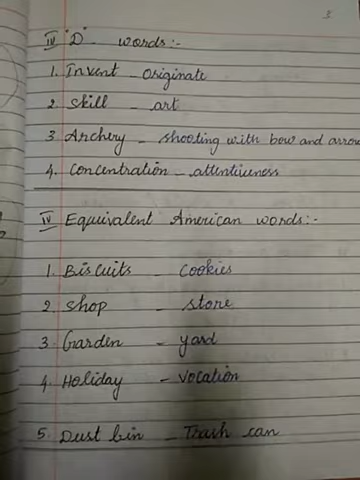 3
IV "D" - words:-
1. Invent - originate
2 skill - art
3 Archery - shooting with bow and arrow
4. Concentration - attentiveness
IV Equivalent American words:-
1. Biscuits - Cookies
2. shop - store
3. Garden - yard
4. Holiday - Vocation
5. Dust bin - Trash can